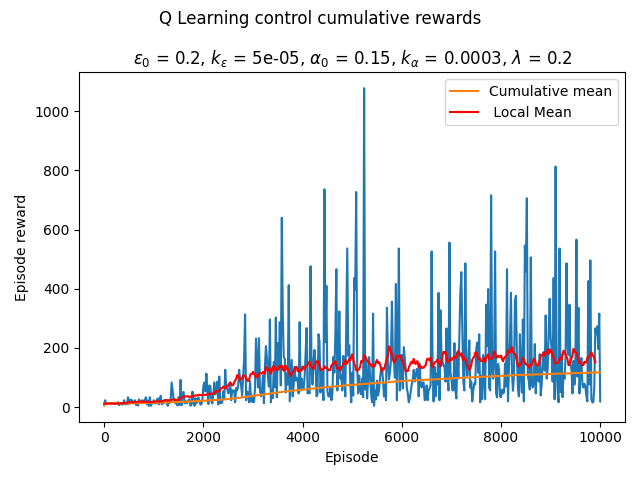 Q Learning control cumulative rewards
ε₀ = 0.2, kε = 5e-05, α₀ = 0.15, kα = 0.0003, λ = 0.2
Cumulative mean
Local Mean
1000
800
600
400
200
0
Episode reward
0 2000 4000 6000 8000 10000
Episode